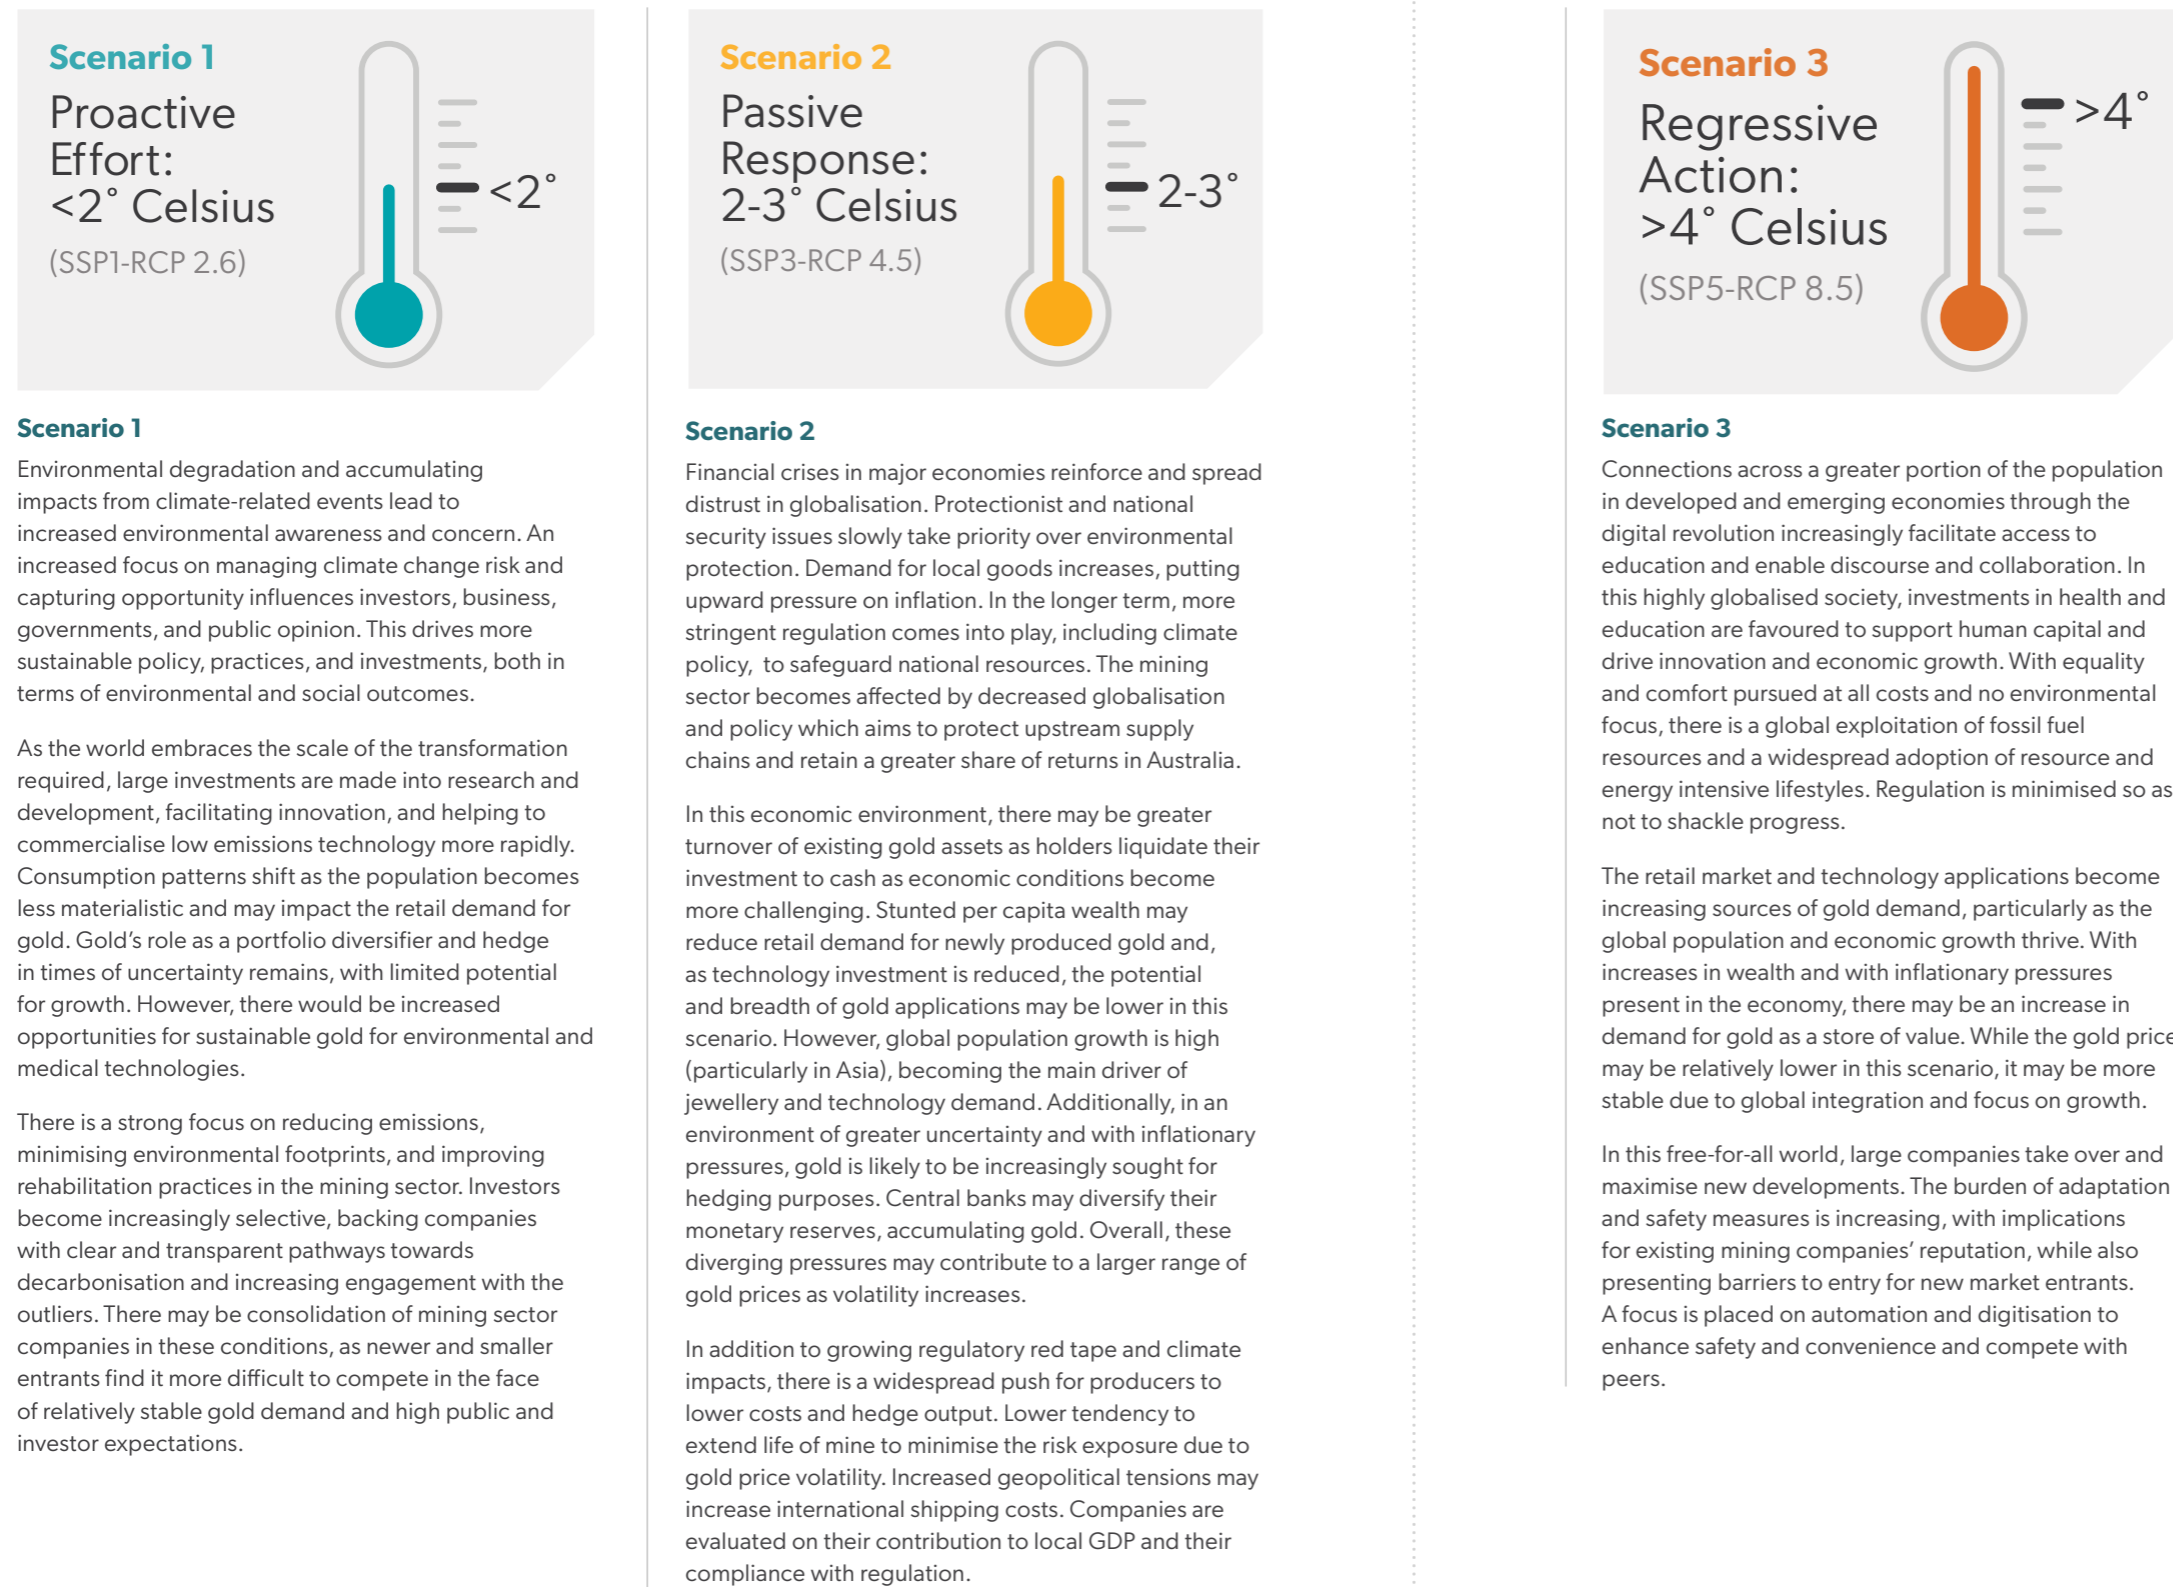 Scenario 1
Proactive
Effort:
<2° Celsius
(SSP1-RCP 2.6)
<2°
Scenario 1
Environmental degradation and accumulating
impacts from climate-related events lead to
increased environmental awareness and concern. An
increased focus on managing climate change risk and
capturing opportunity influences investors, business,
governments, and public opinion. This drives more
sustainable policy, practices, and investments, both in
terms of environmental and social outcomes.
As the world embraces the scale of the transformation
required, large investments are made into research and
development, facilitating innovation, and helping to
commercialise low emissions technology more rapidly.
Consumption patterns shift as the population becomes
less materialistic and may impact the retail demand for
gold. Gold's role as a portfolio diversifier and hedge
in times of uncertainty remains, with limited potential
for growth. However, there would be increased
opportunities for sustainable gold for environmental and
medical technologies.
There is a strong focus on reducing emissions,
minimising environmental footprints, and improving
rehabilitation practices in the mining sector. Investors
become increasingly selective, backing companies
with clear and transparent pathways towards
decarbonisation and increasing engagement with the
outliers. There may be consolidation of mining sector
companies in these conditions, as newer and smaller
entrants find it more difficult to compete in the face
of relatively stable gold demand and high public and
investor expectations.
Scenario 2
Passive
Response:
2-3° Celsius
(SSP3-RCP 4.5)
2-3°
Scenario 2
Financial crises in major economies reinforce and spread
distrust in globalisation. Protectionist and national
security issues slowly take priority over environmental
protection. Demand for local goods increases, putting
upward pressure on inflation. In the longer term, more
stringent regulation comes into play, including climate
policy,  to safeguard national resources. The mining
sector becomes affected by decreased globalisation
and policy which aims to protect upstream supply
chains and retain a greater share of returns in Australia.
In this economic environment, there may be greater
turnover of existing gold assets as holders liquidate their
investment to cash as economic conditions become
more challenging. Stunted per capita wealth may
reduce retail demand for newly produced gold and,
as technology investment is reduced, the potential
and breadth of gold applications may be lower in this
scenario. However, global population growth is high
(particularly in Asia), becoming the main driver of
jewellery and technology demand. Additionally, in an
environment of greater uncertainty and with inflationary
pressures, gold is likely to be increasingly sought for
hedging purposes. Central banks may diversify their
monetary reserves, accumulating gold. Overall, these
diverging pressures may contribute to a larger range of
gold prices as volatility increases.
In addition to growing regulatory red tape and climate
impacts, there is a widespread push for producers to
lower costs and hedge output. Lower tendency to
extend life of mine to minimise the risk exposure due to
gold price volatility. Increased geopolitical tensions may
increase international shipping costs. Companies are
evaluated on their contribution to local GDP and their
compliance with regulation.
Scenario 3
Regressive
Action:
>4° Celsius
(SSP5-RCP 8.5)
>4°
Scenario 3
Connections across a greater portion of the population
in developed and emerging economies through the
digital revolution increasingly facilitate access to
education and enable discourse and collaboration. In
this highly globalised society, investments in health and
education are favoured to support human capital and
drive innovation and economic growth. With equality
and comfort pursued at all costs and no environmental
focus, there is a global exploitation of fossil fuel
resources and a widespread adoption of resource and
energy intensive lifestyles. Regulation is minimised so as
not to shackle progress.
The retail market and technology applications become
increasing sources of gold demand, particularly as the
global population and economic growth thrive. With
increases in wealth and with inflationary pressures
present in the economy, there may be an increase in
demand for gold as a store of value. While the gold price
may be relatively lower in this scenario, it may be more
stable due to global integration and focus on growth.
In this free-for-all world, large companies take over and
maximise new developments. The burden of adaptation
and safety measures is increasing, with implications
for existing mining companies' reputation, while also
presenting barriers to entry for new market entrants.
A focus is placed on automation and digitisation to
enhance safety and convenience and compete with
peers.